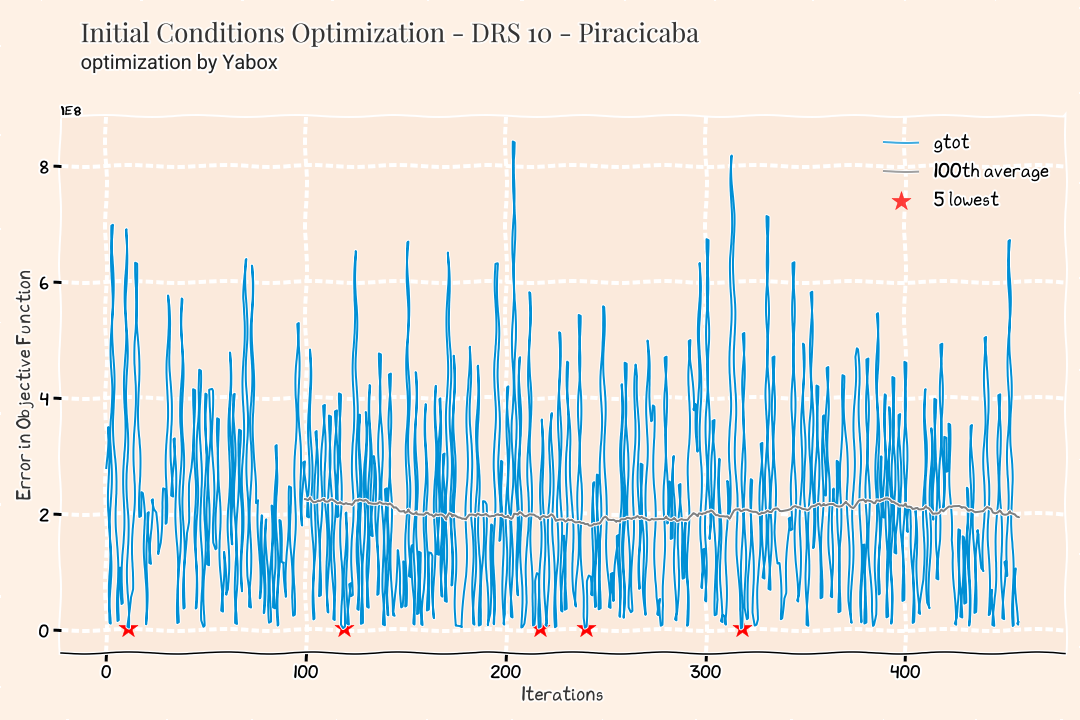 Initial Conditions Optimization - DRS 10 - Piracicaba
optimization by Yabox
1E8
gtot
100th average
5 lowest
8
6
4
2
0
Error in Objective Function
0 100 200 300 400
Iterations